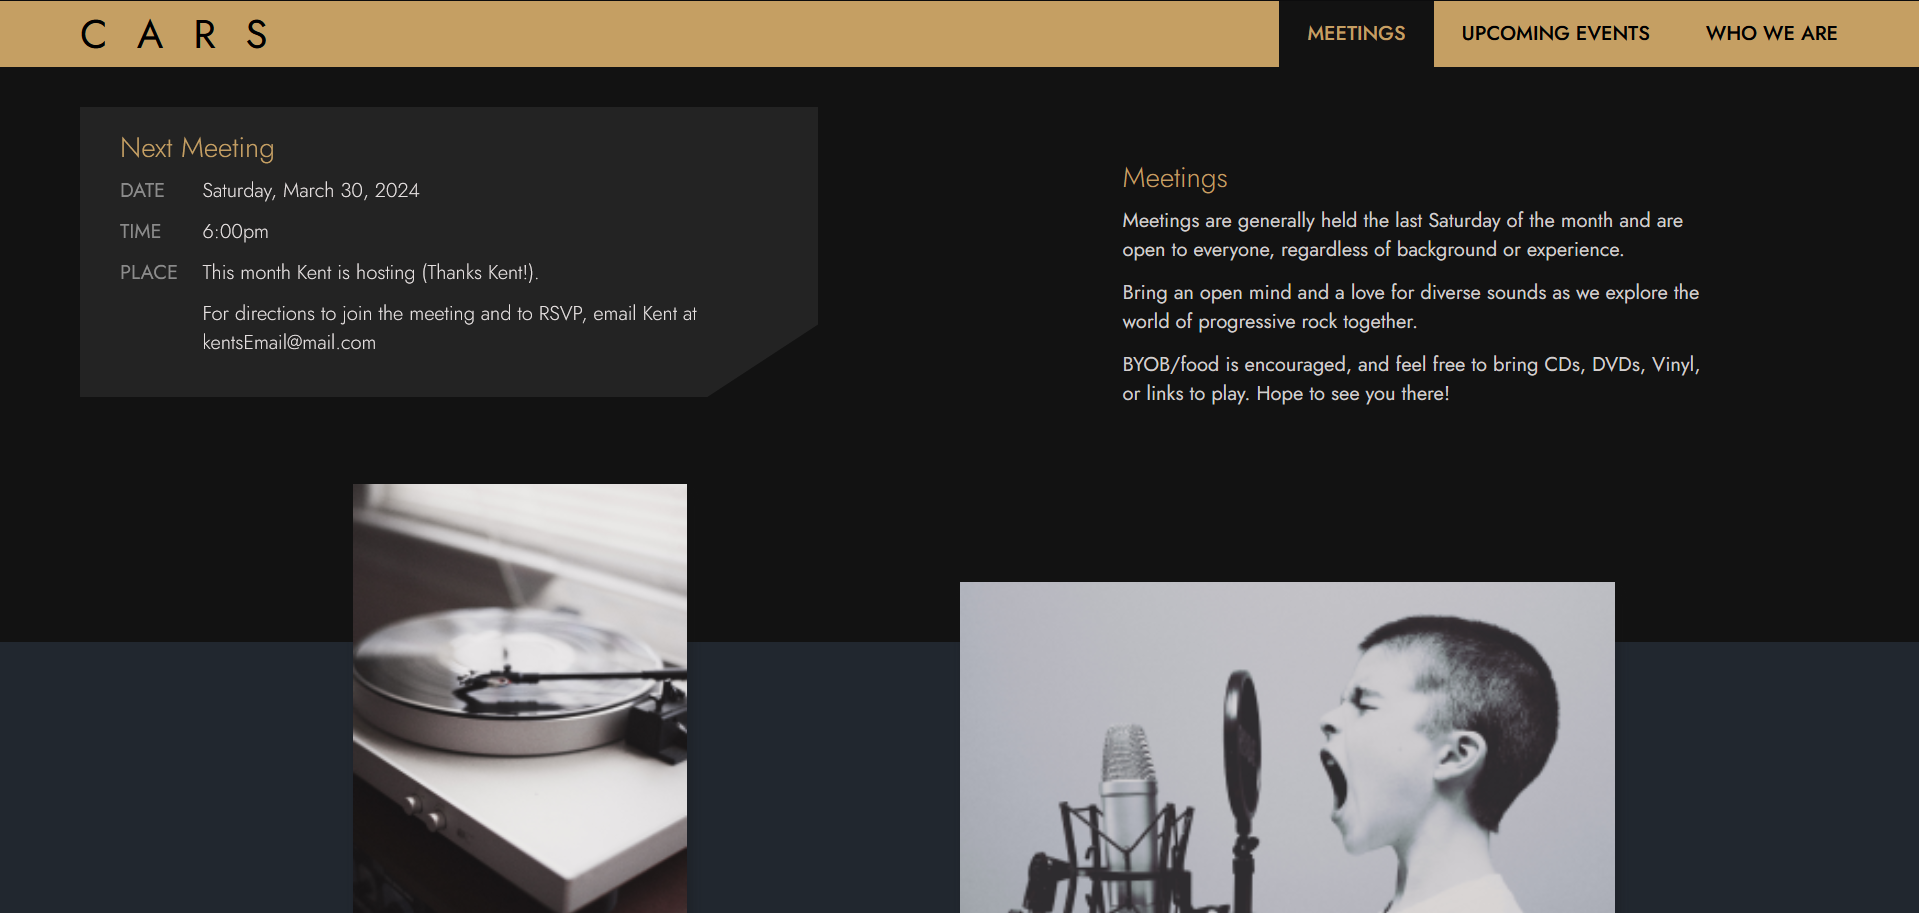 C A R S
MEETINGS
UPCOMING EVENTS
WHO WE ARE
Next Meeting
DATE Saturday, March 30, 2024
TIME 6:00pm
PLACE This month Kent is hosting (Thanks Kent!).
For directions to join the meeting and to RSVP, email Kent at
kentsEmail@mail.com
Meetings
Meetings are generally held the last Saturday of the month and are
open to everyone, regardless of background or experience.
Bring an open mind and a love for diverse sounds as we explore the
world of progressive rock together.
BYOB/food is encouraged, and feel free to bring CDs, DVDs, Vinyl,
or links to play. Hope to see you there!